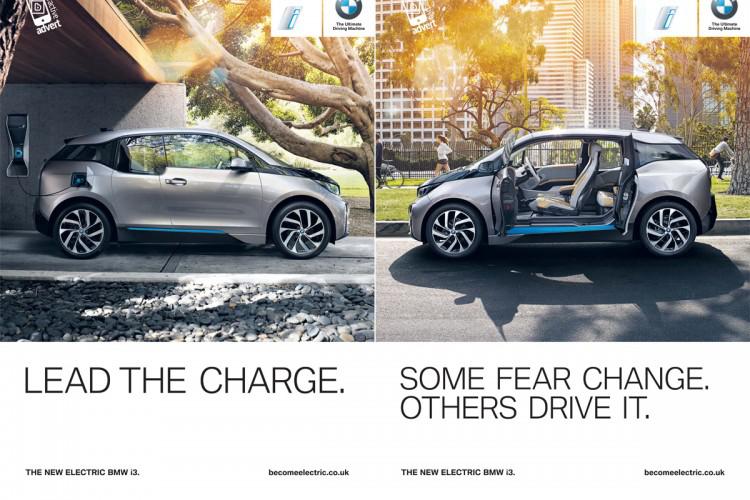 active
advert
i
The Ultimate
Driving Machine
LEAD THE CHARGE.
THE NEW ELECTRIC BMW i3.
becomeelectric.co.uk
advert
i
The Ultimate
Driving Machine
SOME FEAR CHANGE.
OTHERS DRIVE IT.
THE NEW ELECTRIC BMW i3.
becomeelectric.co.uk